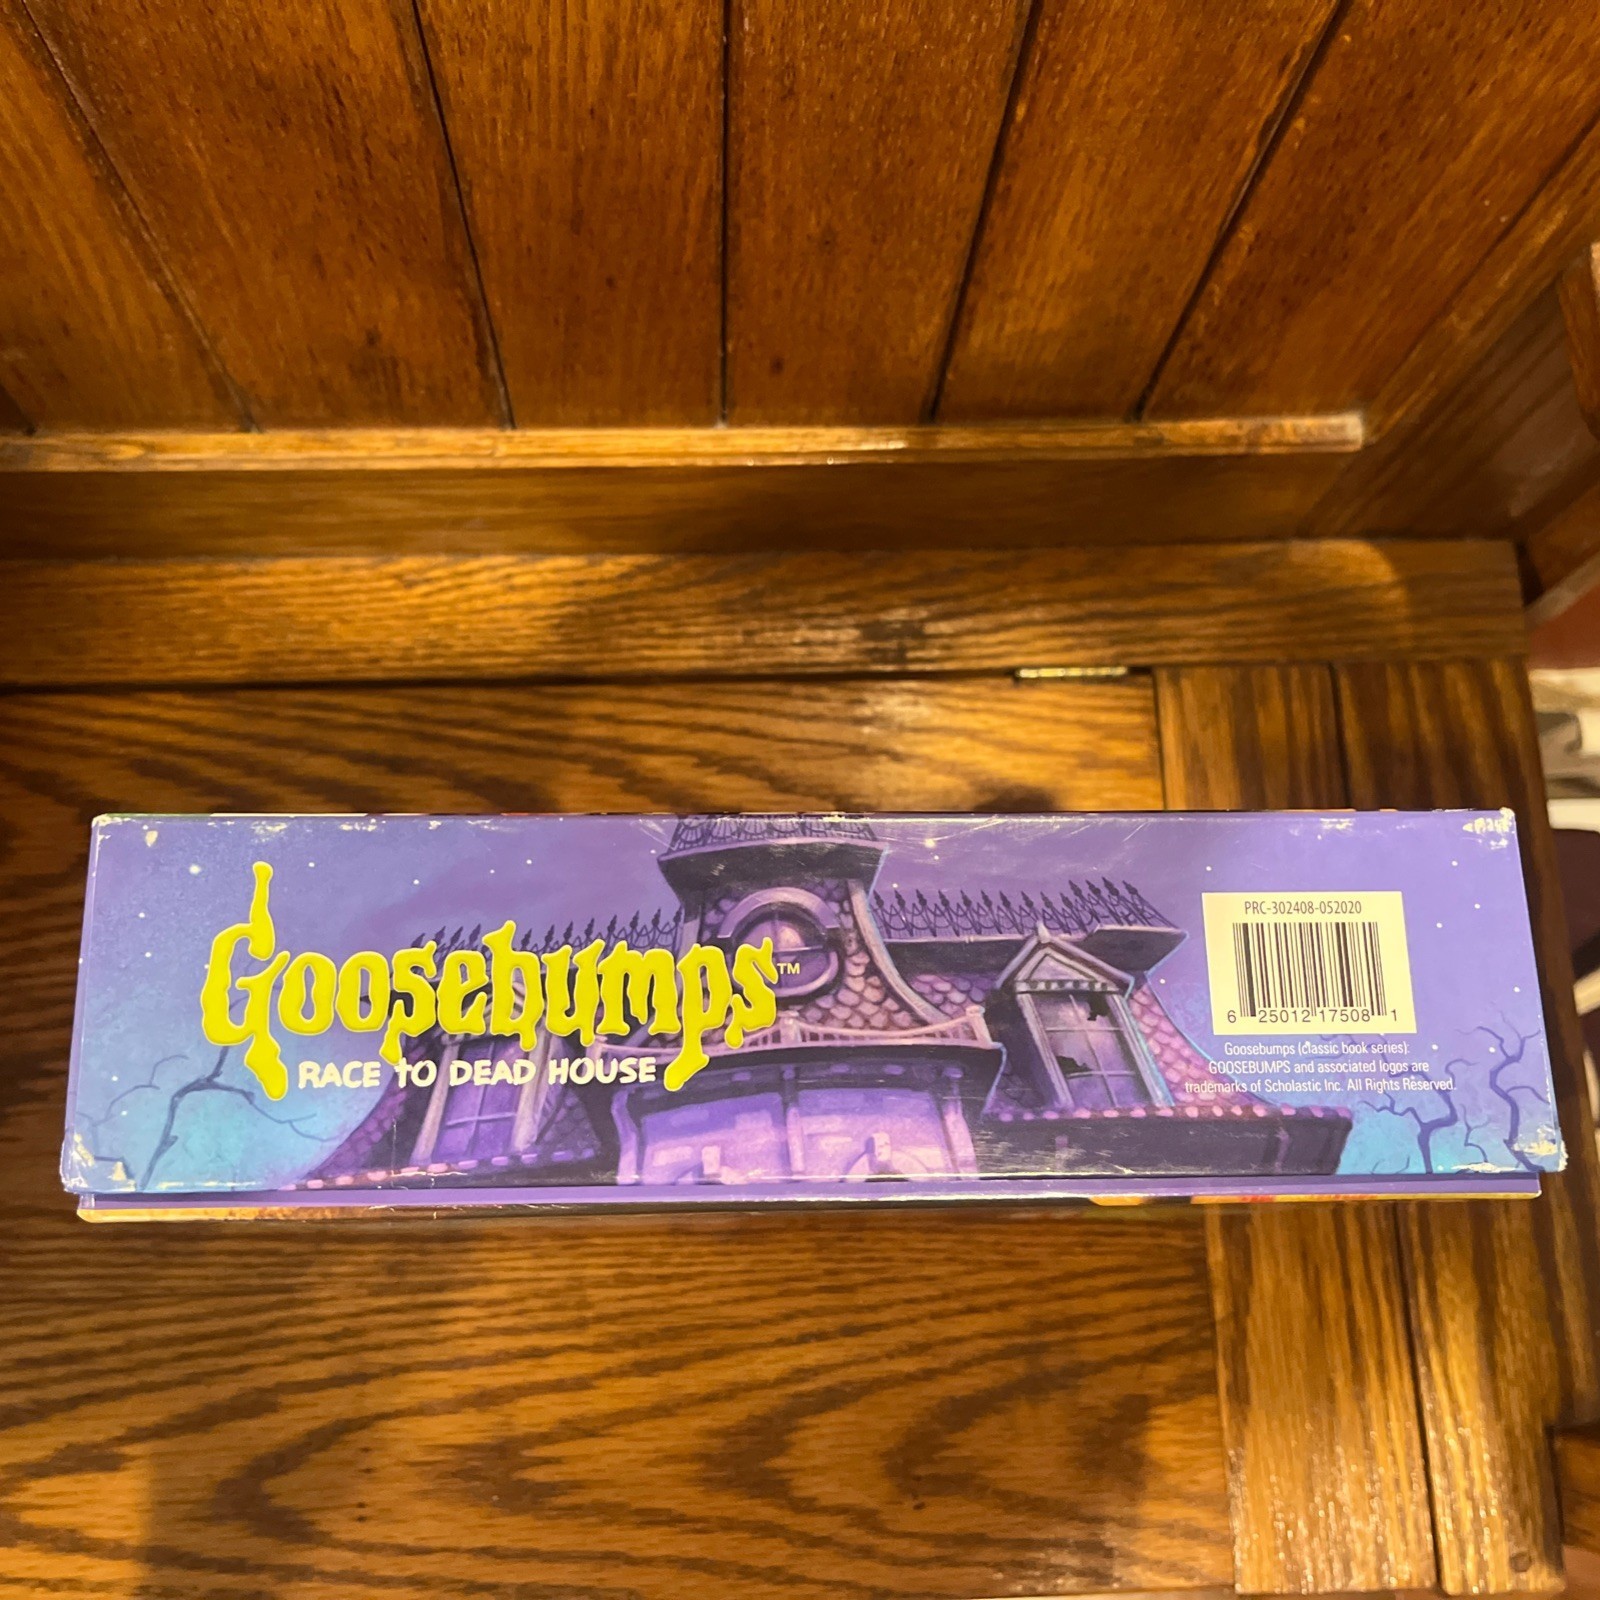 Goosebumps™
RACE to DEAD HOUSE
PRC-302408-052020
6 25012 17508 1
Goosebumps (classic book series):
GOOSEBUMPS and associated logos are
trademarks of Scholastic Inc. All Rights Reserved.